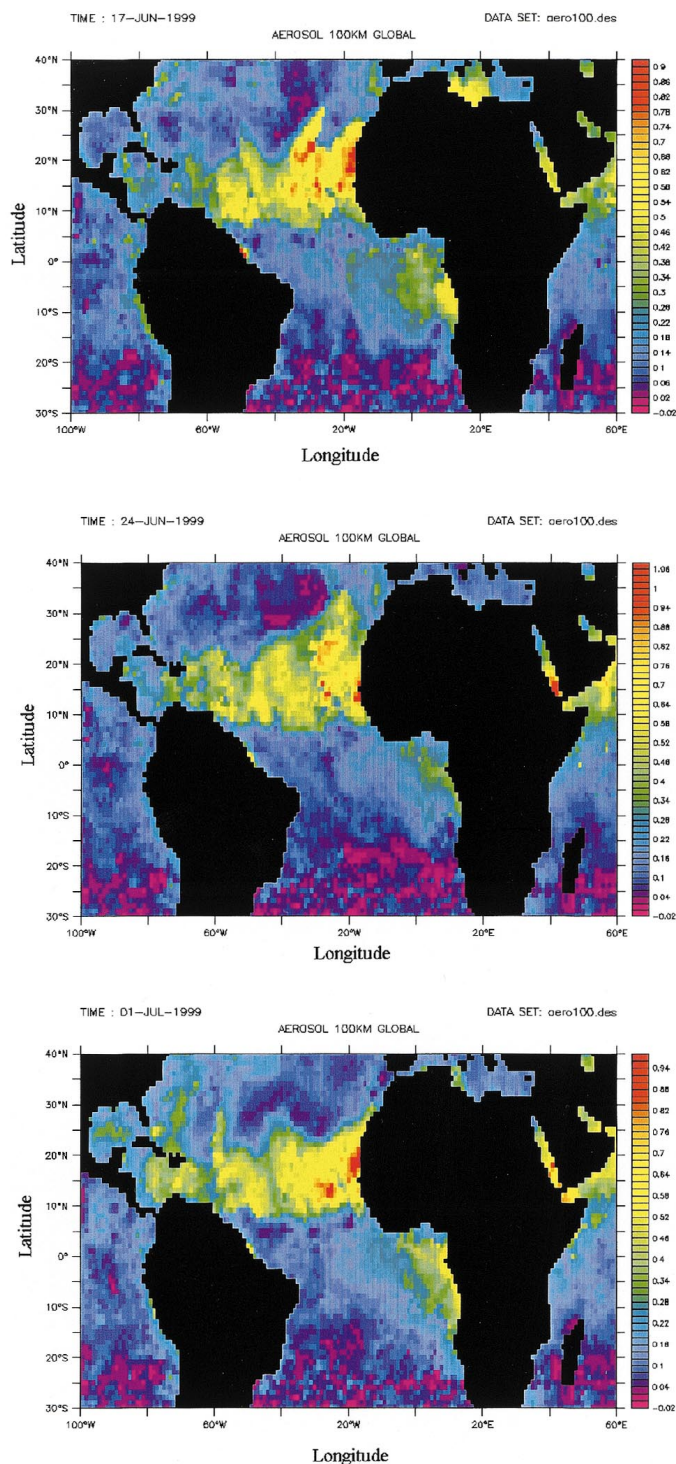 TIME : 17-JUN-1999 DATA SET: aero100.des
AEROSOL 100KM GLOBAL
40°N
30°N
20°N
10°N
0°
10°S
20°S
30°S
Latitude
100°W 60°W 20°W 20°E 60°E
Longitude
0.9
0.86
0.82
0.78
0.74
0.7
0.66
0.62
0.58
0.54
0.5
0.46
0.42
0.38
0.34
0.3
0.26
0.22
0.18
0.14
0.1
0.06
0.02
-0.02
TIME : 24-JUN-1999 DATA SET: aero100.des
AEROSOL 100KM GLOBAL
40°N
30°N
20°N
10°N
0°
10°S
20°S
30°S
Latitude
100°W 60°W 20°W 20°E 60°E
Longitude
1.06
1
0.94
0.88
0.82
0.76
0.7
0.64
0.58
0.52
0.46
0.4
0.34
0.28
0.22
0.16
0.1
0.04
-0.02
TIME : 01-JUL-1999 DATA SET: aero100.des
AEROSOL 100KM GLOBAL
40°N
30°N
20°N
10°N
0°
10°S
20°S
30°S
Latitude
100°W 60°W 20°W 20°E 60°E
Longitude
0.94
0.88
0.82
0.76
0.7
0.64
0.58
0.52
0.46
0.4
0.34
0.28
0.22
0.16
0.1
0.04
-0.02